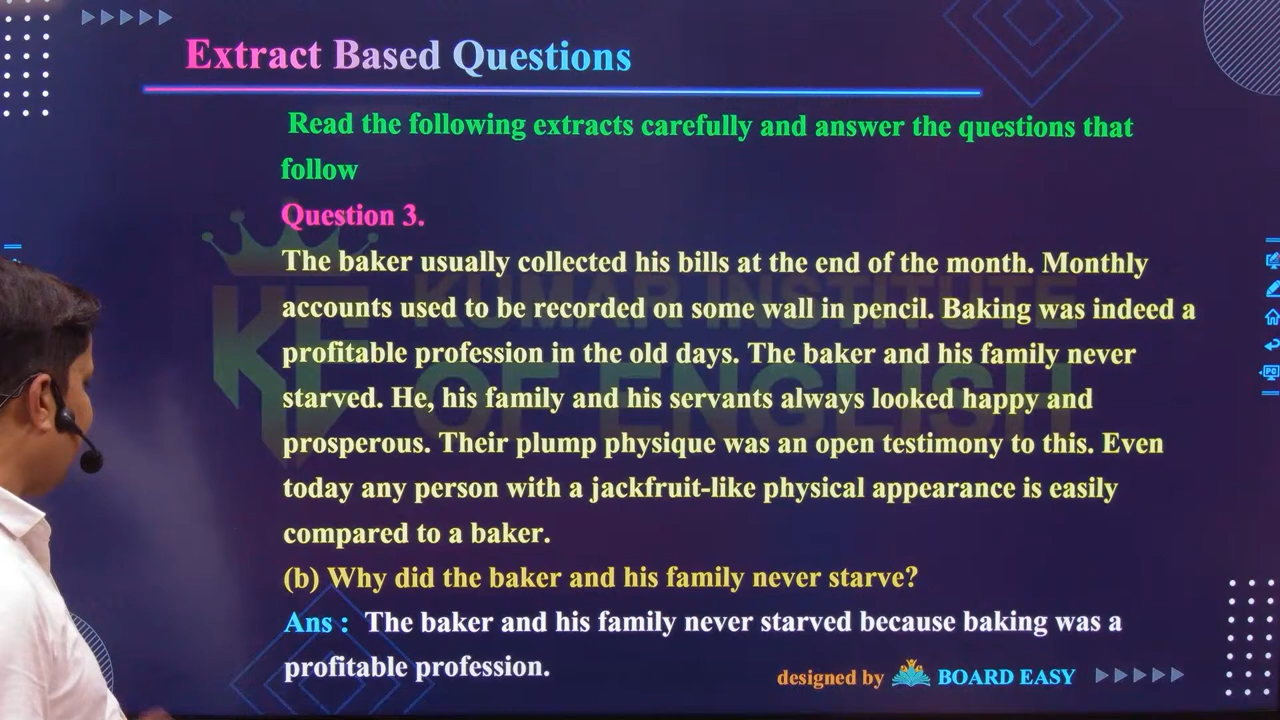 Extract Based Questions
Read the following extracts carefully and answer the questions that
follow
Question 3.
The baker usually collected his bills at the end of the month. Monthly
accounts used to be recorded on some wall in pencil. Baking was indeed a
profitable profession in the old days. The baker and his family never
starved. He, his family and his servants always looked happy and
prosperous. Their plump physique was an open testimony to this. Even
today any person with a jackfruit-like physical appearance is easily
compared to a baker.
(b) Why did the baker and his family never starve?
Ans : The baker and his family never starved because baking was a
profitable profession.
designed by BOARD EASY
KE KUMAR INSTITUTE
OF ENGLISH
PC